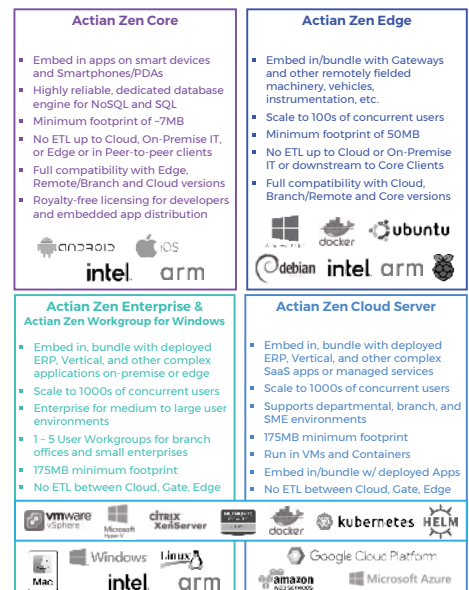 Actian Zen Core
Embed in apps on smart devices
and Smartphones/PDAs
Highly reliable, dedicated database
engine for NoSQL and SQL
Minimum footprint of ~7MB
No ETL up to Cloud, On-Premise IT,
or Edge or in Peer-to-peer clients
Full compatibility with Edge,
Remote/Branch and Cloud versions
Royalty-free licensing for developers
and embedded app distribution
android
iOS
intel
arm
Actian Zen Edge
Embed in/bundle with Gateways
and other remotely fielded
machinery, vehicles,
instrumentation, etc.
Scale to 100s of concurrent users
Minimum footprint of 50MB
No ETL up to Cloud or On-Premise
IT or downstream to Core Clients
Full compatibility with Cloud,
Branch/Remote and Core versions
docker
ubuntu
debian
intel
arm
Actian Zen Enterprise &
Actian Zen Workgroup for Windows
Embed in, bundle with deployed
ERP, Vertical, and other complex
applications on-premise or edge
Scale to 1000s of concurrent users
Enterprise for medium to large user
environments
1 – 5 User Workgroups for branch
offices and small enterprises
175MB minimum footprint
No ETL between Cloud, Gate, Edge
Actian Zen Cloud Server
Embed in, bundle with deployed
ERP, Vertical, and other complex
SaaS apps or managed services
Scale to 1000s of concurrent users
Supports departmental, branch, and
SME environments
175MB minimum footprint
Run in VMs and Containers
Embed in/bundle w/ deployed Apps
No ETL between Cloud, Gate, Edge
vmware
vSphere
Microsoft
Hyper-V
CITRIX
XenServer
docker
kubernetes
HELM
Mac
Windows
Linux
intel
arm
Google Cloud Platform
amazon
WEB SERVICES
Microsoft Azure